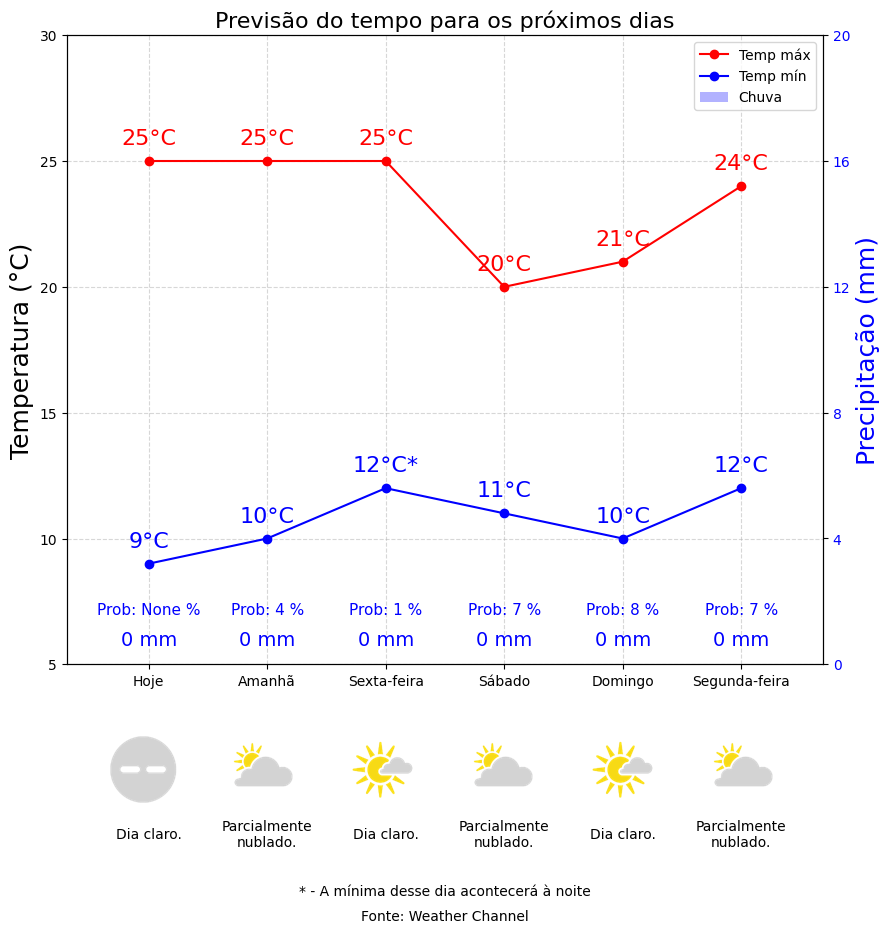 Previsão do tempo para os próximos dias
Temp máx
Temp mín
Chuva
Temperatura (°C)
30
25
20
15
10
5
Precipitação (mm)
20
16
12
8
4
0
25°C
25°C
25°C
20°C
21°C
24°C
9°C
10°C
12°C*
11°C
10°C
12°C
Prob: None %
Prob: 4 %
Prob: 1 %
Prob: 7 %
Prob: 8 %
Prob: 7 %
0 mm
0 mm
0 mm
0 mm
0 mm
0 mm
Hoje
Amanhã
Sexta-feira
Sábado
Domingo
Segunda-feira
Dia claro.
Parcialmente
nublado.
Dia claro.
Parcialmente
nublado.
Dia claro.
Parcialmente
nublado.
* - A mínima desse dia acontecerá à noite
Fonte: Weather Channel